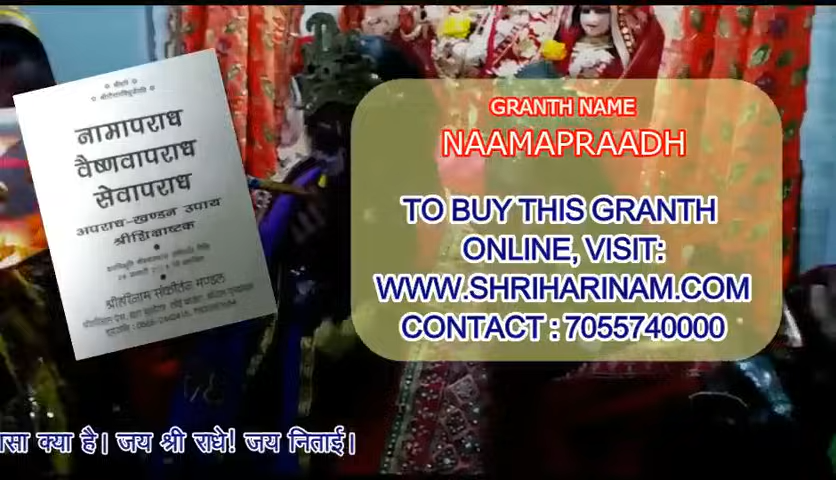 नामापराध
वैष्णवापराध
सेवापराध
अपराध-खण्डन उपाय
श्रीशिक्षाष्टक
श्रीहरिनाम संकीर्तन मण्डल
GRANTH NAME
NAAMAPRAADH
TO BUY THIS GRANTH
ONLINE, VISIT:
WWW.SHRIHARINAM.COM
CONTACT : 7055740000
क्या है। जय श्री राधे! जय निताई।